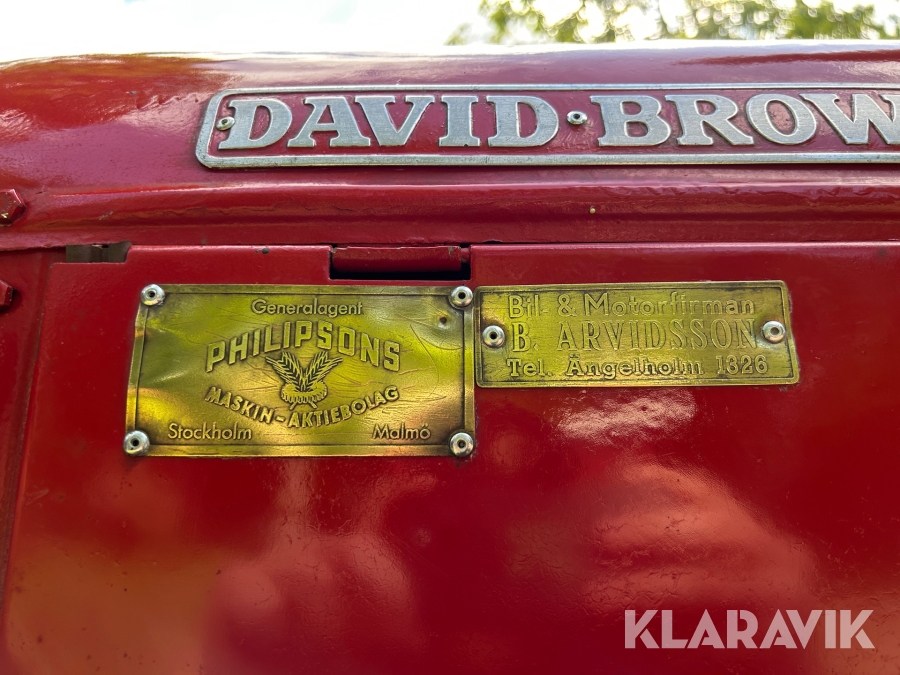 DAVID·BROW
Generalagent
PHILIPSONS
MASKIN-AKTIEBOLAG
Stockholm Malmö
Bil- & Motorfirman
B. ARVIDSSON
Tel. Ängelholm 1826
KLARAVIK